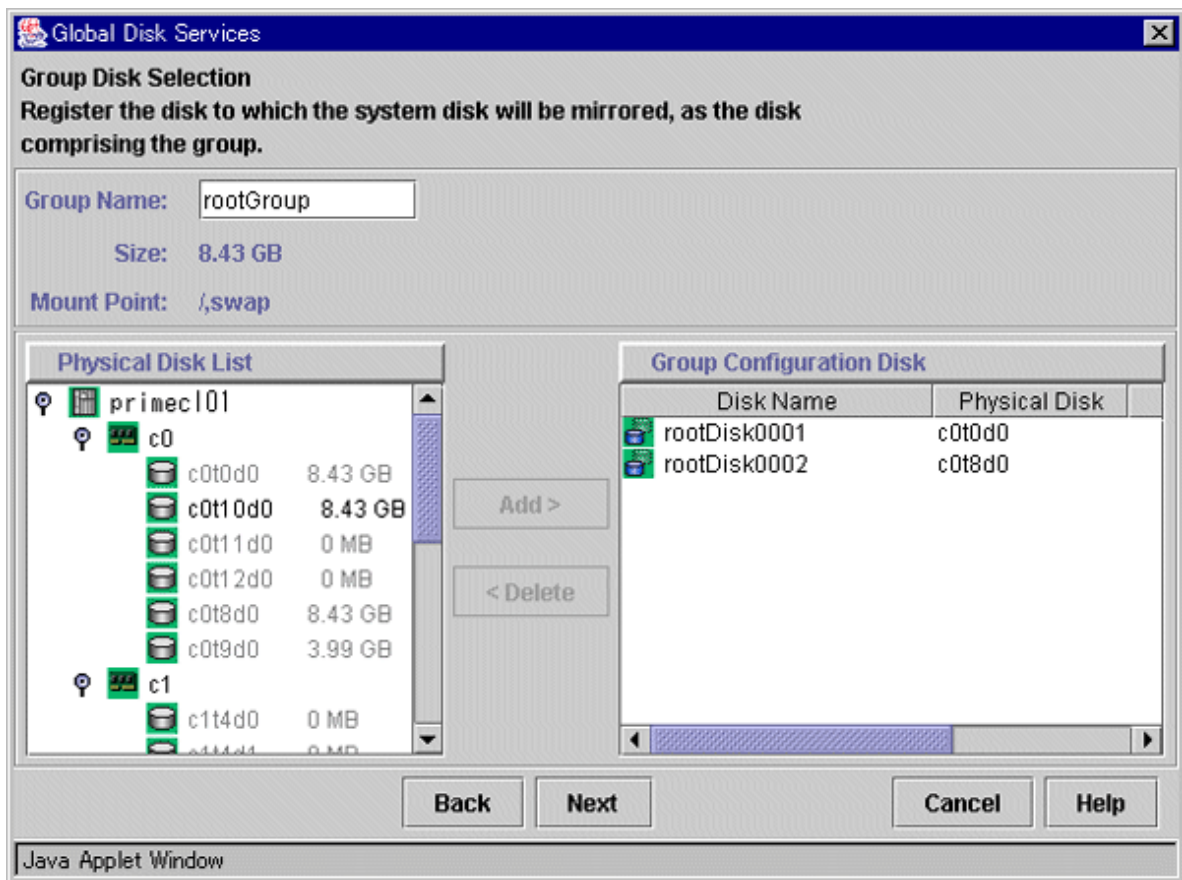 Global Disk Services
Group Disk Selection
Register the disk to which the system disk will be mirrored, as the disk
comprising the group.
Group Name: rootGroup
Size: 8.43 GB
Mount Point: /,swap
Physical Disk List
primecl01
c0
c0t0d0 8.43 GB
c0t10d0 8.43 GB
c0t11d0 0 MB
c0t12d0 0 MB
c0t8d0 8.43 GB
c0t9d0 3.99 GB
c1
c1t4d0 0 MB
Add >
< Delete
Group Configuration Disk
Disk Name Physical Disk
rootDisk0001 c0t0d0
rootDisk0002 c0t8d0
Back Next Cancel Help
Java Applet Window